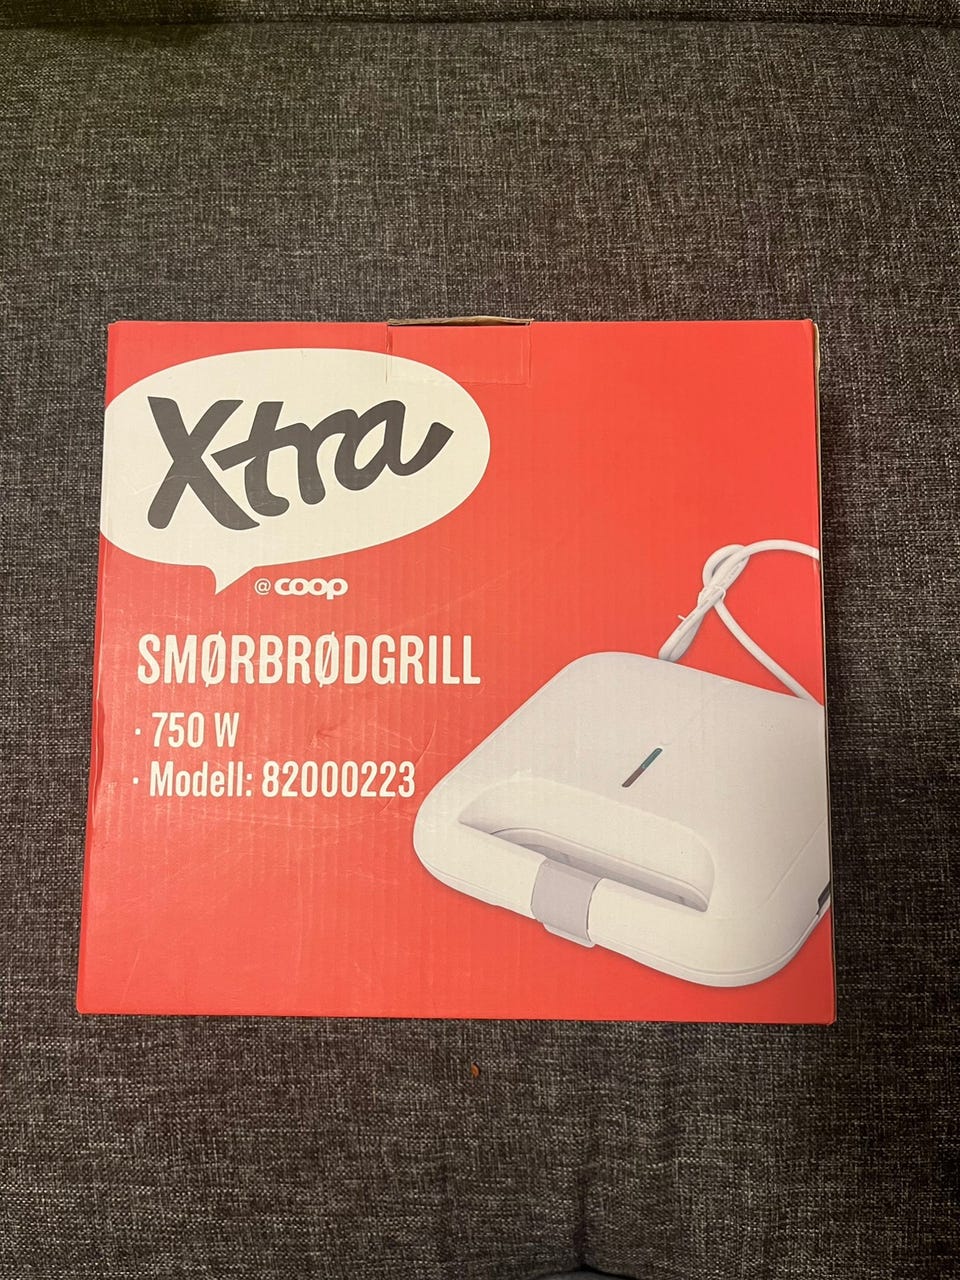 Xtra
@coop
SMØRBRØDGRILL
· 750 W
· Modell: 82000223